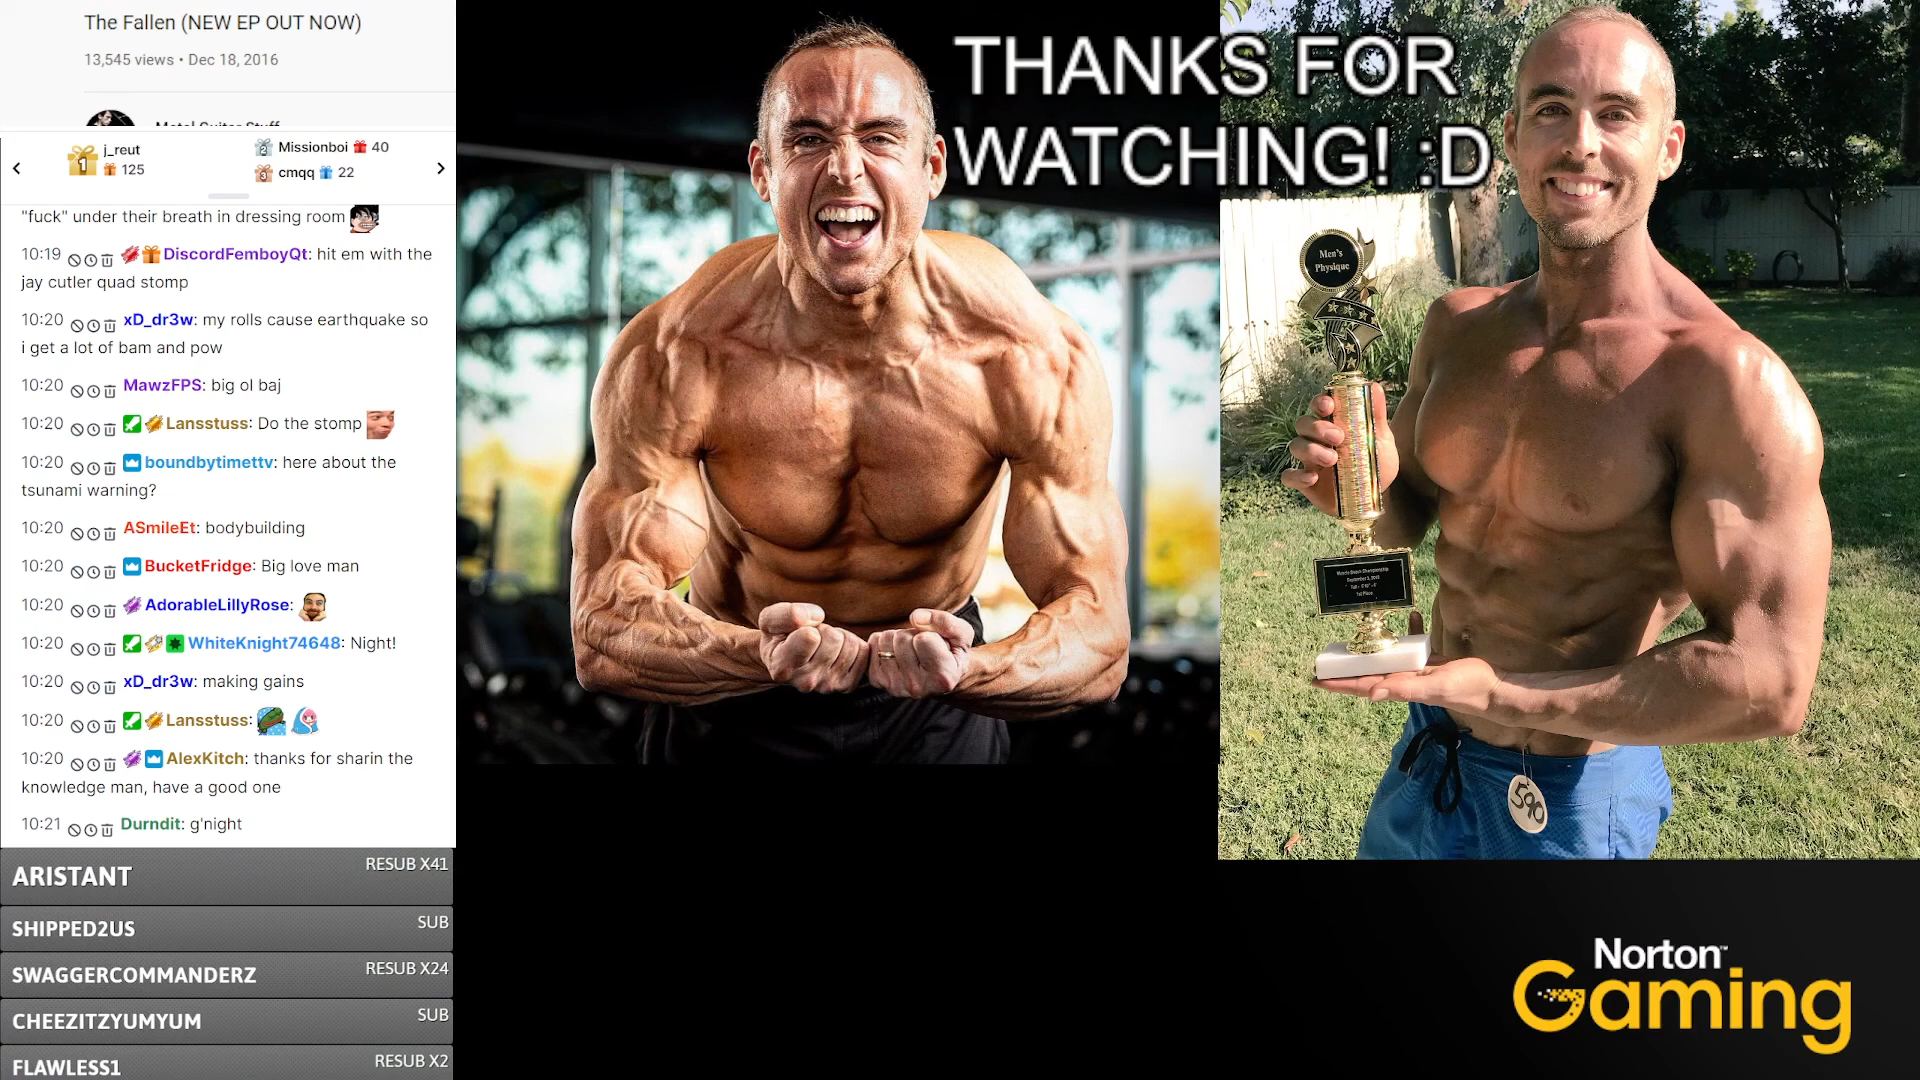 The Fallen (NEW EP OUT NOW)
13,545 views • Dec 18, 2016
j_reut
125
Missionboi 40
cmqq 22
"fuck" under their breath in dressing room
10:19 DiscordFemboyQt: hit em with the
jay cutler quad stomp
10:20 xD_dr3w: my rolls cause earthquake so
i get a lot of bam and pow
10:20 MawzFPS: big ol baj
10:20 Lansstuss: Do the stomp
10:20 boundbytimettv: here about the
tsunami warning?
10:20 ASmileEt: bodybuilding
10:20 BucketFridge: Big love man
10:20 AdorableLillyRose:
10:20 WhiteKnight74648: Night!
10:20 xD_dr3w: making gains
10:20 Lansstuss:
10:20 AlexKitch: thanks for sharin the
knowledge man, have a good one
10:21 Durndit: g'night
ARISTANT RESUB X41
SHIPPED2US SUB
SWAGGERCOMMANDERZ RESUB X24
CHEEZITZYUMYUM SUB
FLAWLESS1 RESUB X2
THANKS FOR
WATCHING! :D
Men's
Physique
Muscle Beach Championship
1st Place
590
Norton™
Gaming